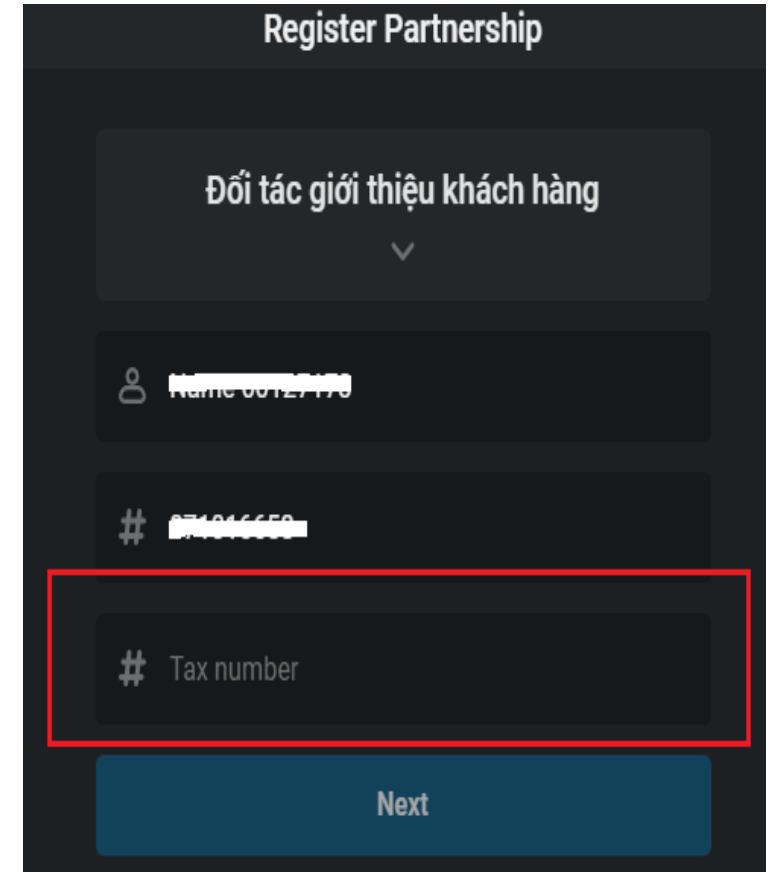 Register Partnership
Đối tác giới thiệu khách hàng
Tax number
Next